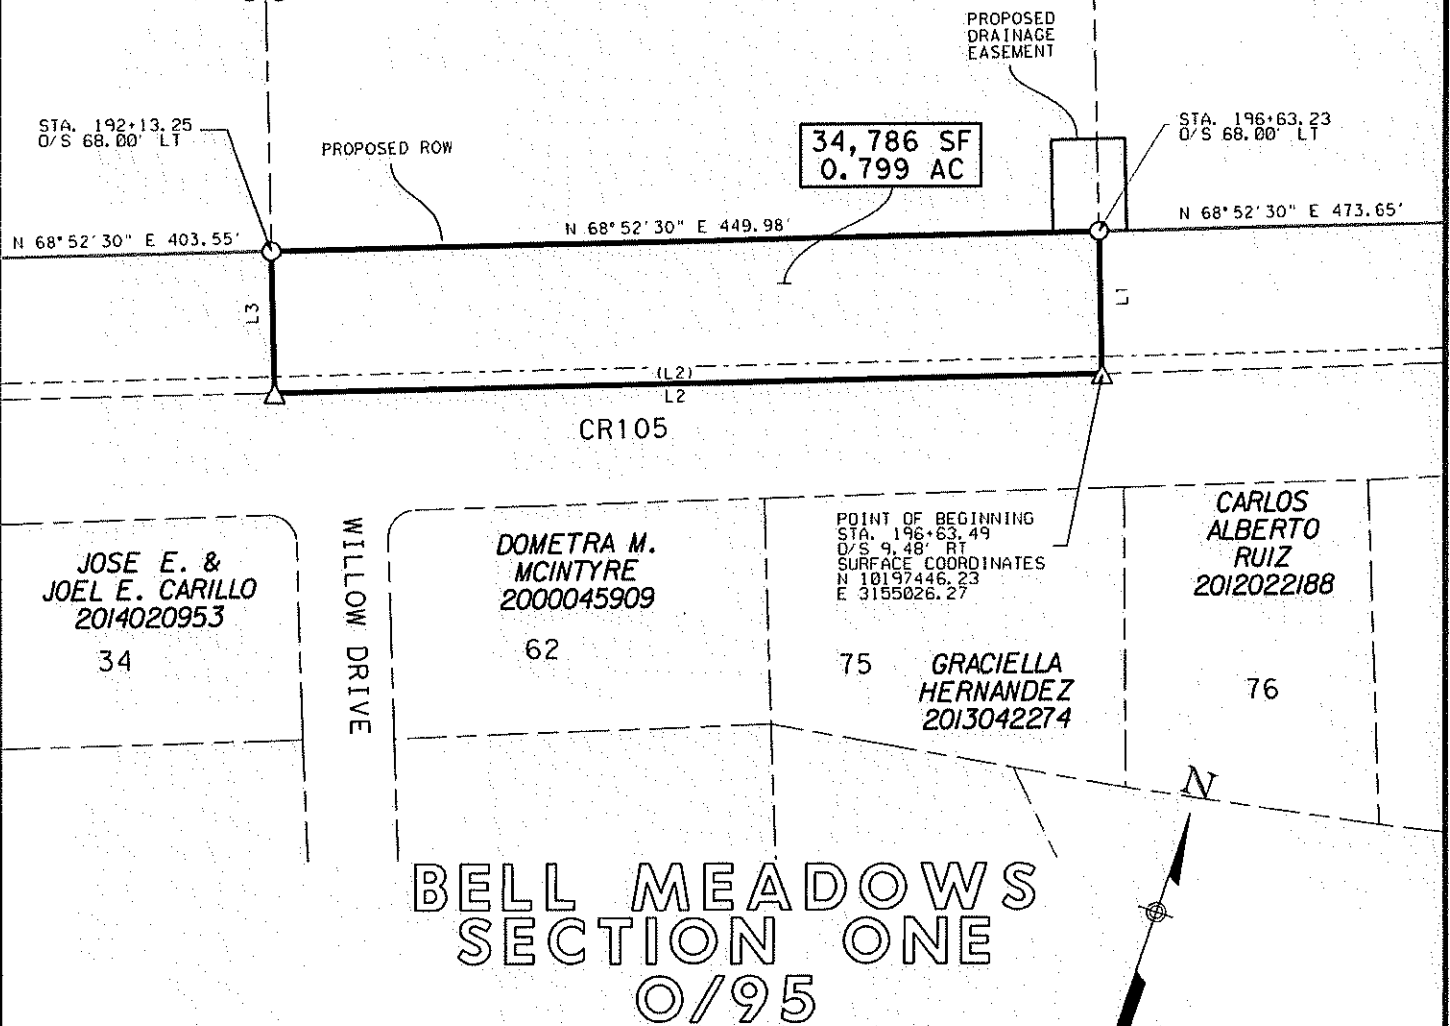 PROPOSED
DRAINAGE
EASEMENT
STA. 192+13.25
O/S 68.00' LT
PROPOSED ROW
34,786 SF
0.799 AC
STA. 196+63.23
O/S 68.00' LT
N 68°52'30" E 403.55'
N 68°52'30" E 449.98'
N 68°52'30" E 473.65'
L3
L1
(L2)
L2
CR105
JOSE E. &
JOEL E. CARILLO
2014020953
34
WILLOW DRIVE
DOMETRA M.
MCINTYRE
2000045909
62
POINT OF BEGINNING
STA. 196+63.49
O/S 9.48' RT
SURFACE COORDINATES
N 10197446.23
E 3155026.27
75
GRACIELLA
HERNANDEZ
2013042274
CARLOS
ALBERTO
RUIZ
2012022188
76
N
BELL MEADOWS
SECTION ONE
O/95